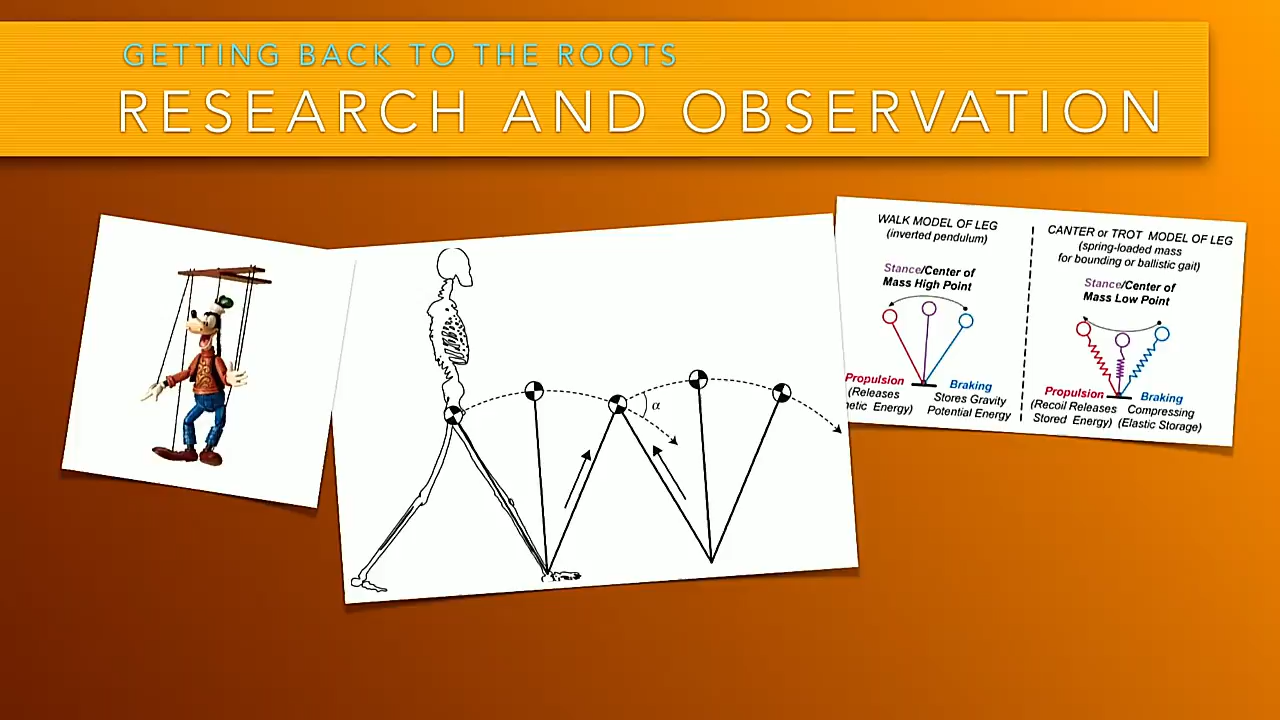 GETTING BACK TO THE ROOTS
RESEARCH AND OBSERVATION
α
WALK MODEL OF LEG
(inverted pendulum)
Stance/Center of
Mass High Point
Propulsion
(Releases
netic Energy)
Braking
Stores Gravity
Potential Energy
CANTER or TROT MODEL OF LEG
(spring-loaded mass
for bounding or ballistic gait)
Stance/Center of
Mass Low Point
Propulsion
(Recoil Releases
Stored Energy)
Braking
Compressing
(Elastic Storage)